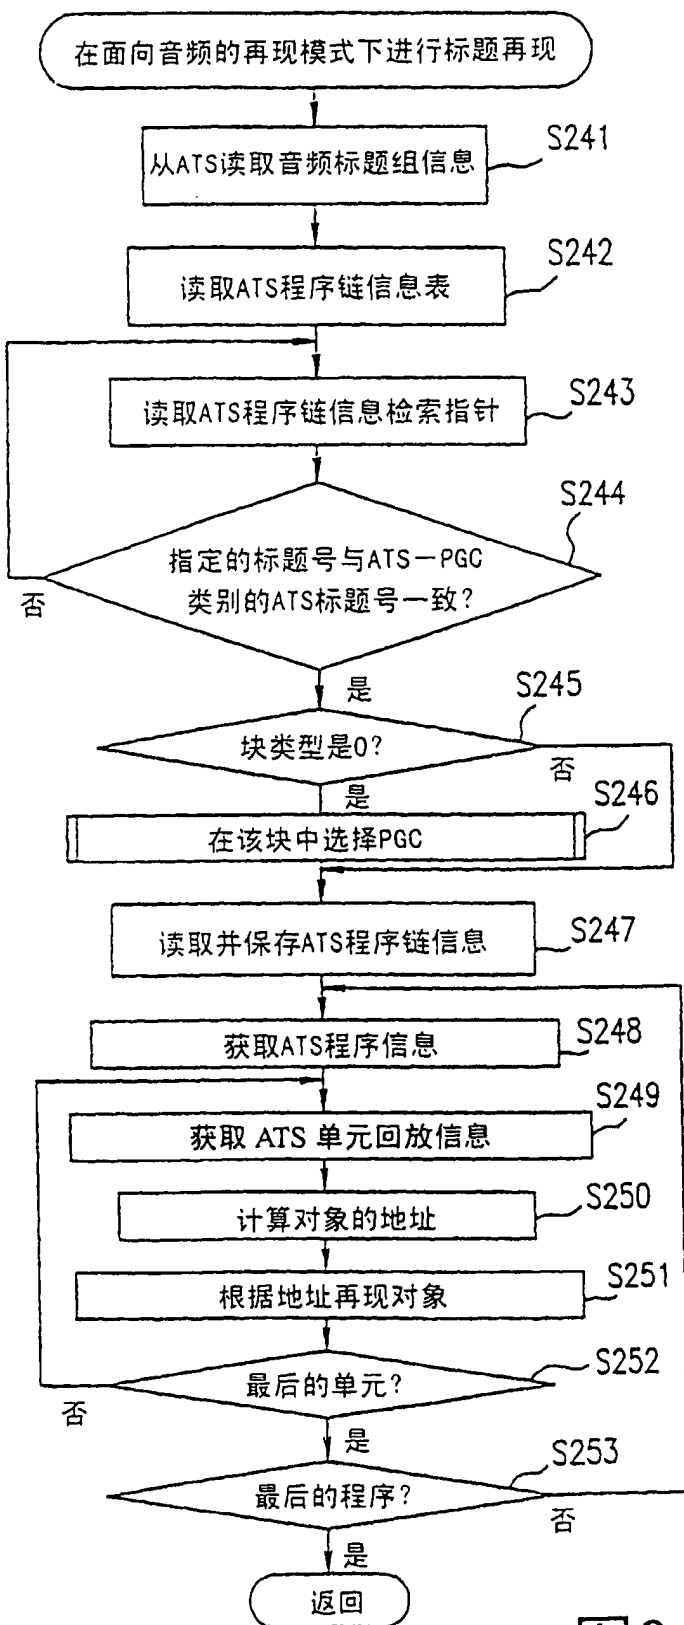 在面向音频的再现模式下进行标题再现
S241
从ATS读取音频标题组信息
S242
读取ATS程序链信息表
S243
读取ATS程序链信息检索指针
S244
指定的标题号与ATS－PGC
类别的ATS标题号一致?
否
是
S245
块类型是0?
否
是
S246
在该块中选择PGC
S247
读取并保存ATS程序链信息
S248
获取ATS程序信息
S249
获取 ATS 单元回放信息
S250
计算对象的地址
S251
根据地址再现对象
S252
最后的单元?
否
是
S253
最后的程序?
否
是
返回